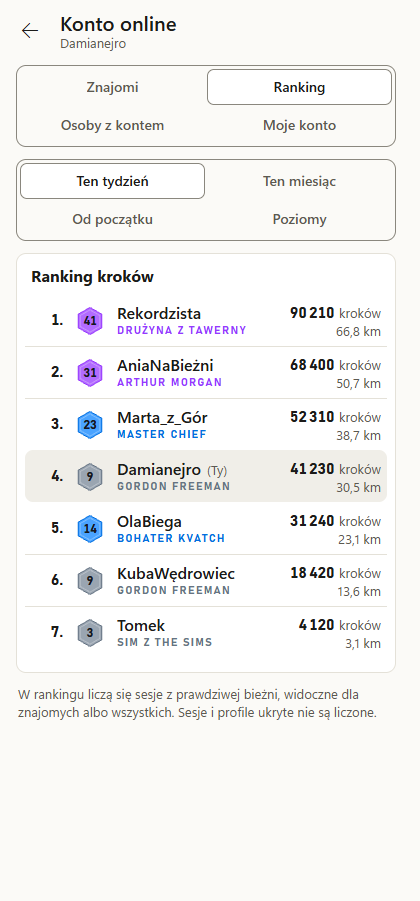 Konto online
Damianejro
Znajomi
Ranking
Osoby z kontem
Moje konto
Ten tydzień
Ten miesiąc
Od początku
Poziomy
Ranking kroków
1. 41 Rekordzista 90 210 kroków
DRUŻYNA Z TAWERNY 66,8 km
2. 31 AniaNaBieżni 68 400 kroków
ARTHUR MORGAN 50,7 km
3. 23 Marta_z_Gór 52 310 kroków
MASTER CHIEF 38,7 km
4. 9 Damianejro (Ty) 41 230 kroków
GORDON FREEMAN 30,5 km
5. 14 OlaBiega 31 240 kroków
BOHATER KVATCH 23,1 km
6. 9 KubaWędrowiec 18 420 kroków
GORDON FREEMAN 13,6 km
7. 3 Tomek 4 120 kroków
SIM Z THE SIMS 3,1 km
W rankingu liczą się sesje z prawdziwej bieżni, widoczne dla
znajomych albo wszystkich. Sesje i profile ukryte nie są liczone.